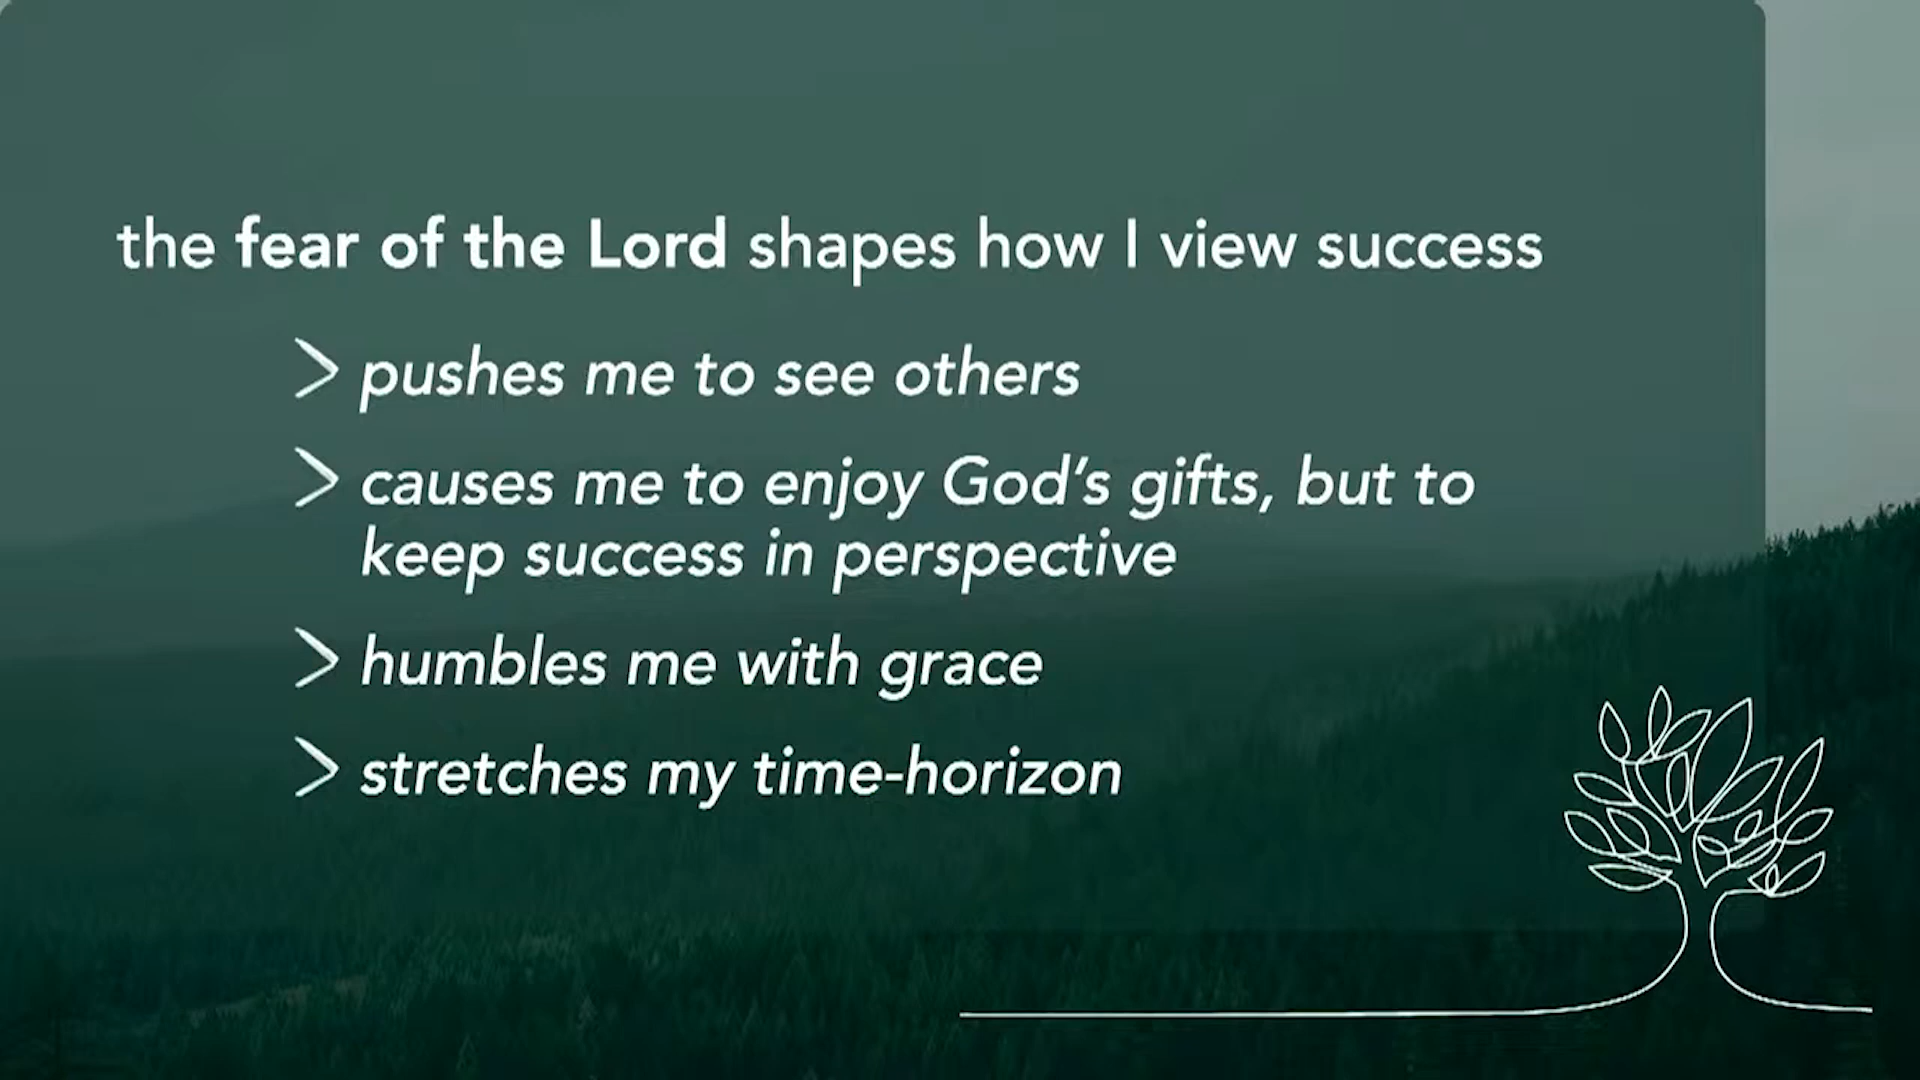 the fear of the Lord shapes how I view success
> pushes me to see others
> causes me to enjoy God's gifts, but to
keep success in perspective
> humbles me with grace
> stretches my time-horizon